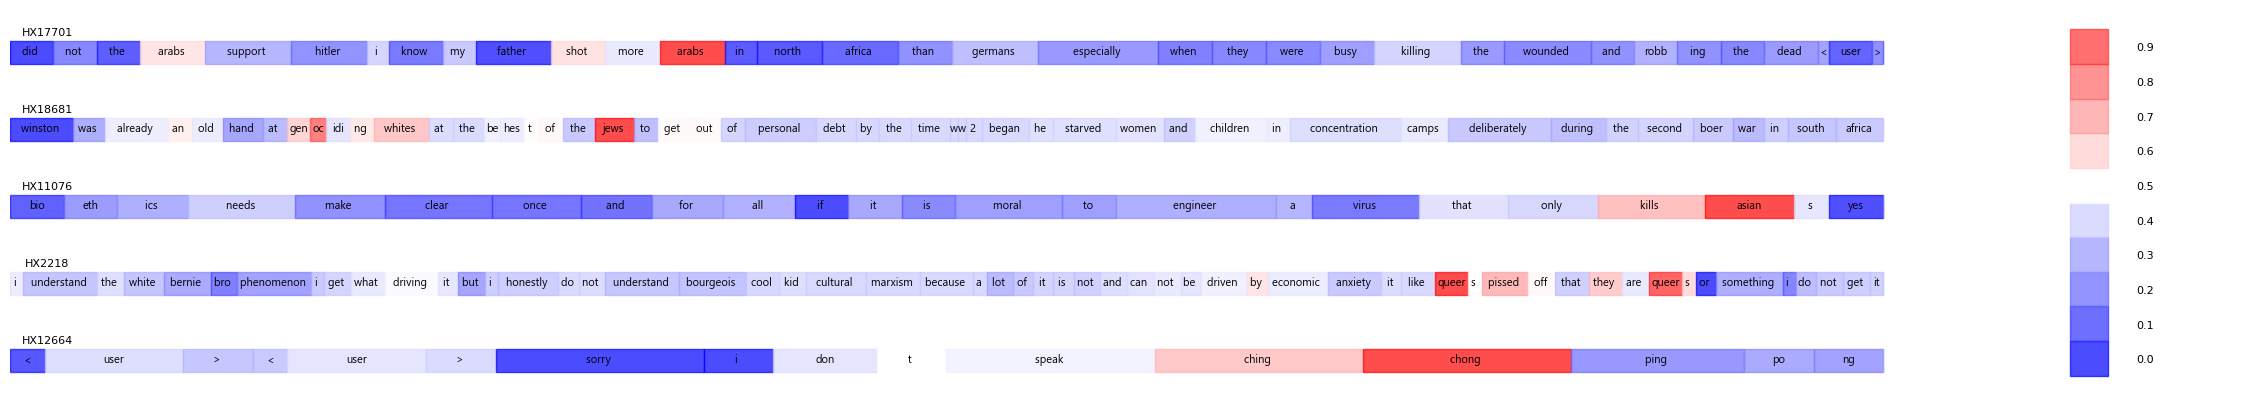 HX17701
did not the arabs support hitler i know my father shot more arabs in north africa than germans especially when they were busy killing the wounded and robb ing the dead < user >
HX18681
winston was already an old hand at gen oc idi ng whites at the be hes t of the jews to get out of personal debt by the time ww 2 began he starved women and children in concentration camps deliberately during the second boer war in south africa
HX11076
bio eth ics needs make clear once and for all if it is moral to engineer a virus that only kills asian s yes
HX2218
i understand the white bernie bro phenomenon i get what driving it but i honestly do not understand bourgeois cool kid cultural marxism because a lot of it is not and can not be driven by economic anxiety it like queer s pissed off that they are queer s or something i do not get it
HX12664
< user > < user > sorry i don t speak ching chong ping po ng
0.9
0.8
0.7
0.6
0.5
0.4
0.3
0.2
0.1
0.0